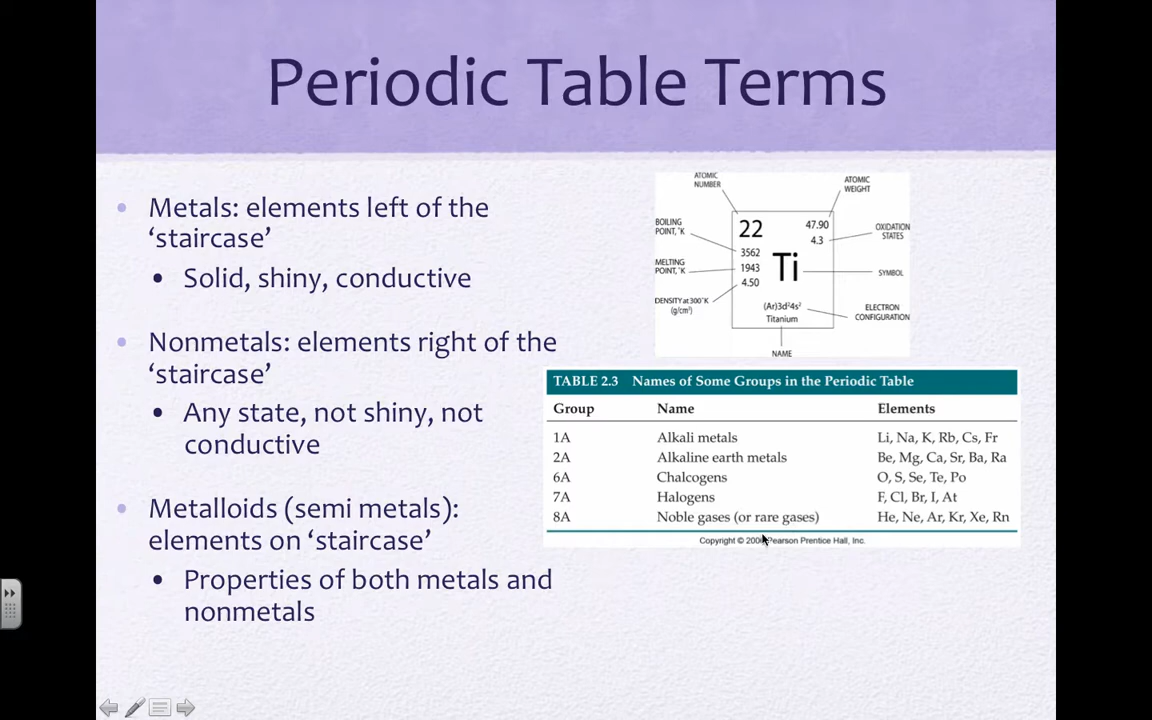 Periodic Table Terms
• Metals: elements left of the
‘staircase’
• Solid, shiny, conductive
• Nonmetals: elements right of the
‘staircase’
• Any state, not shiny, not
conductive
• Metalloids (semi metals):
elements on ‘staircase’
• Properties of both metals and
nonmetals
ATOMIC
NUMBER
ATOMIC
WEIGHT
BOILING
POINT, °K
MELTING
POINT, °K
DENSITY at 300°K
(g/cm³)
22
3562
1943
4.50
47.90
4.3
Ti
(Ar)3d²4s²
Titanium
OXIDATION
STATES
SYMBOL
ELECTRON
CONFIGURATION
NAME
TABLE 2.3 Names of Some Groups in the Periodic Table
Group Name Elements
1A Alkali metals Li, Na, K, Rb, Cs, Fr
2A Alkaline earth metals Be, Mg, Ca, Sr, Ba, Ra
6A Chalcogens O, S, Se, Te, Po
7A Halogens F, Cl, Br, I, At
8A Noble gases (or rare gases) He, Ne, Ar, Kr, Xe, Rn
Copyright © Pearson Prentice Hall, Inc.